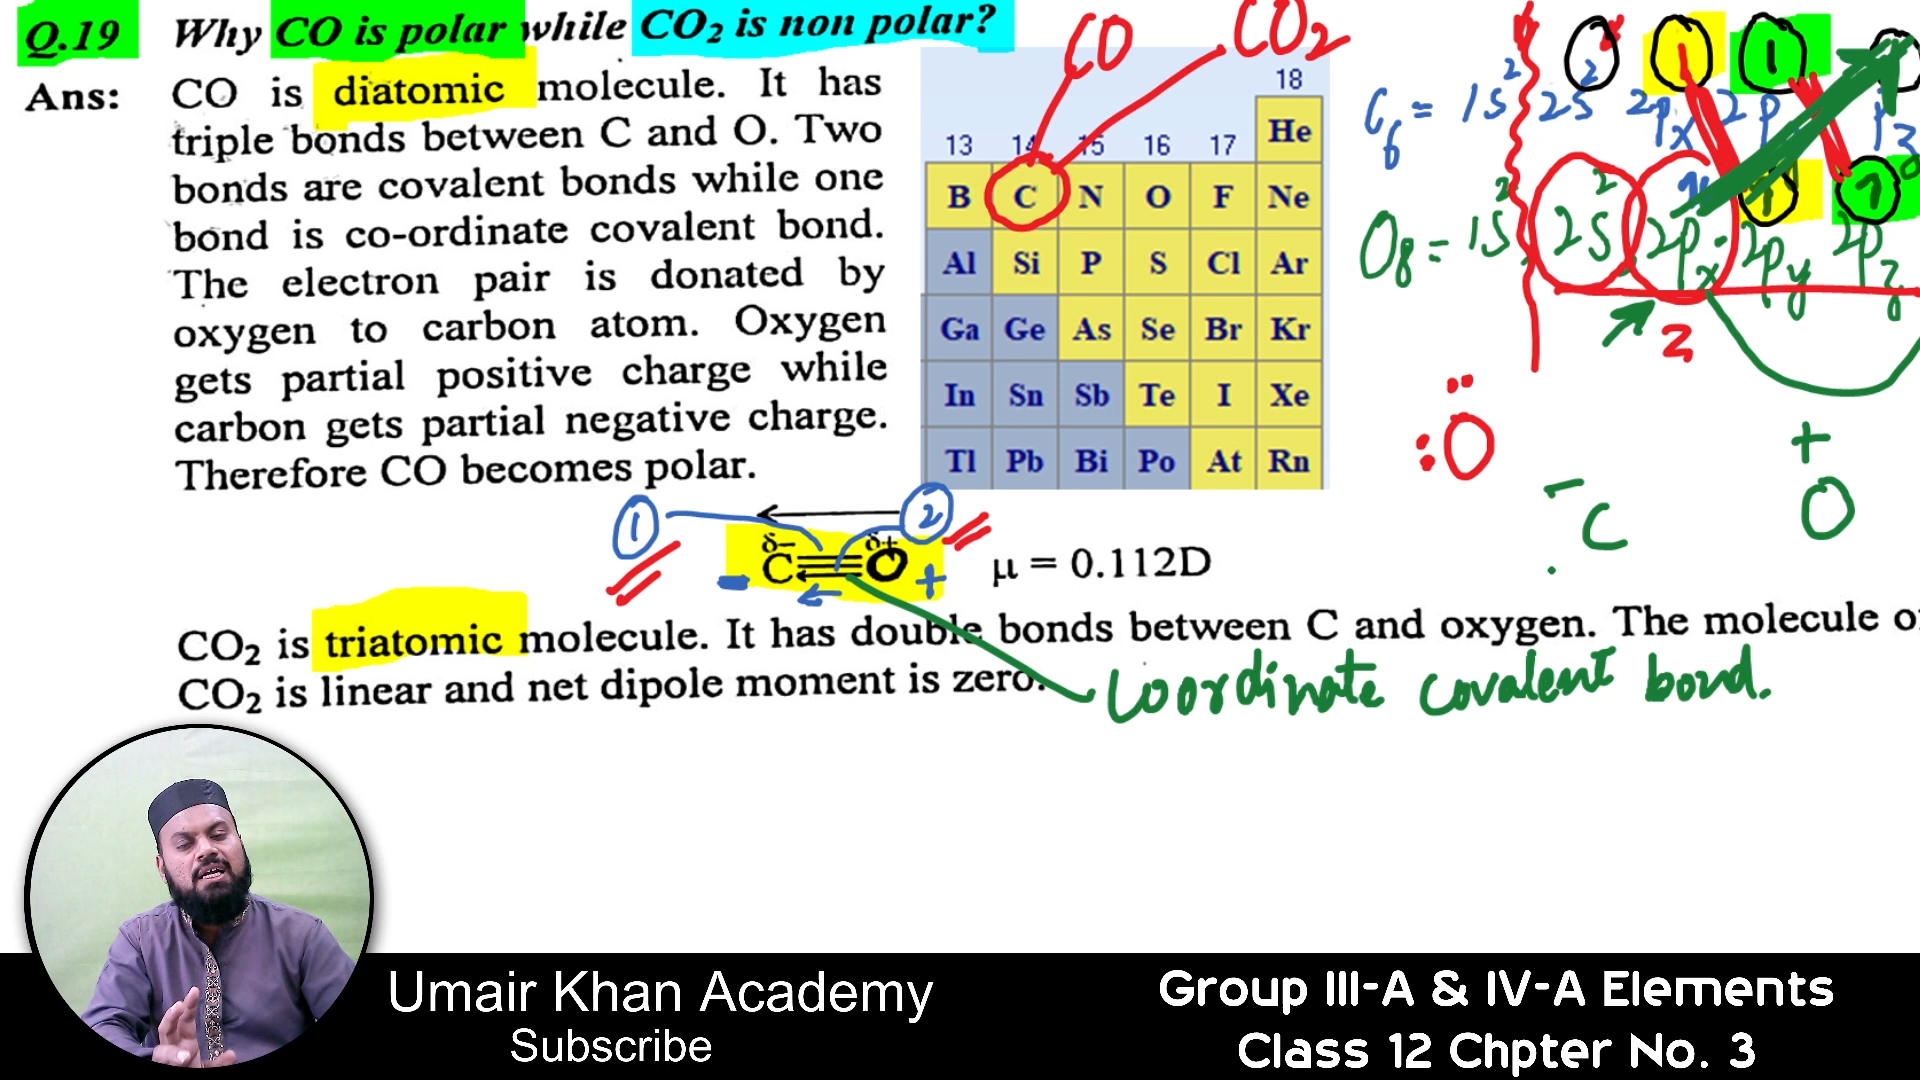 Q.19 Why CO is polar while CO₂ is non polar?
Ans: CO is diatomic molecule. It has
triple bonds between C and O. Two
bonds are covalent bonds while one
bond is co-ordinate covalent bond.
The electron pair is donated by
oxygen to carbon atom. Oxygen
gets partial positive charge while
carbon gets partial negative charge.
Therefore CO becomes polar.
CO CO₂
18
13 14 15 16 17 He
B C N O F Ne
Al Si P S Cl Ar
Ga Ge As Se Br Kr
In Sn Sb Te I Xe
Tl Pb Bi Po At Rn
C₆ = 1s² 2s² 2pₓ 2p
O₈ = 1s² 2s² 2pₓ 2py 2pz
2
:O
- C + O
1 2
δ- δ+
C≡O μ = 0.112D
- +
CO₂ is triatomic molecule. It has double bonds between C and oxygen. The molecule
CO₂ is linear and net dipole moment is zero.
Coordinate covalent bond.
Umair Khan Academy
Subscribe
Group III-A & IV-A Elements
Class 12 Chpter No. 3